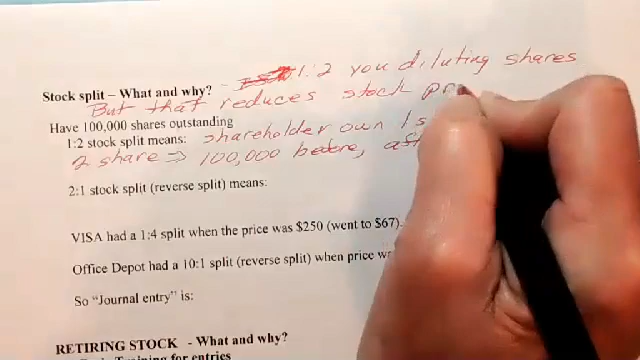 Stock split – What and why? - 1:2 you diluting shares
But that reduces stock pr
Have 100,000 shares outstanding
1:2 stock split means: shareholder own 1 s
2 share => 100,000 before,
2:1 stock split (reverse split) means:
VISA had a 1:4 split when the price was $250 (went to $67).
Office Depot had a 10:1 split (reverse split) when price w
So “Journal entry” is:
RETIRING STOCK - What and why?
Training for entries